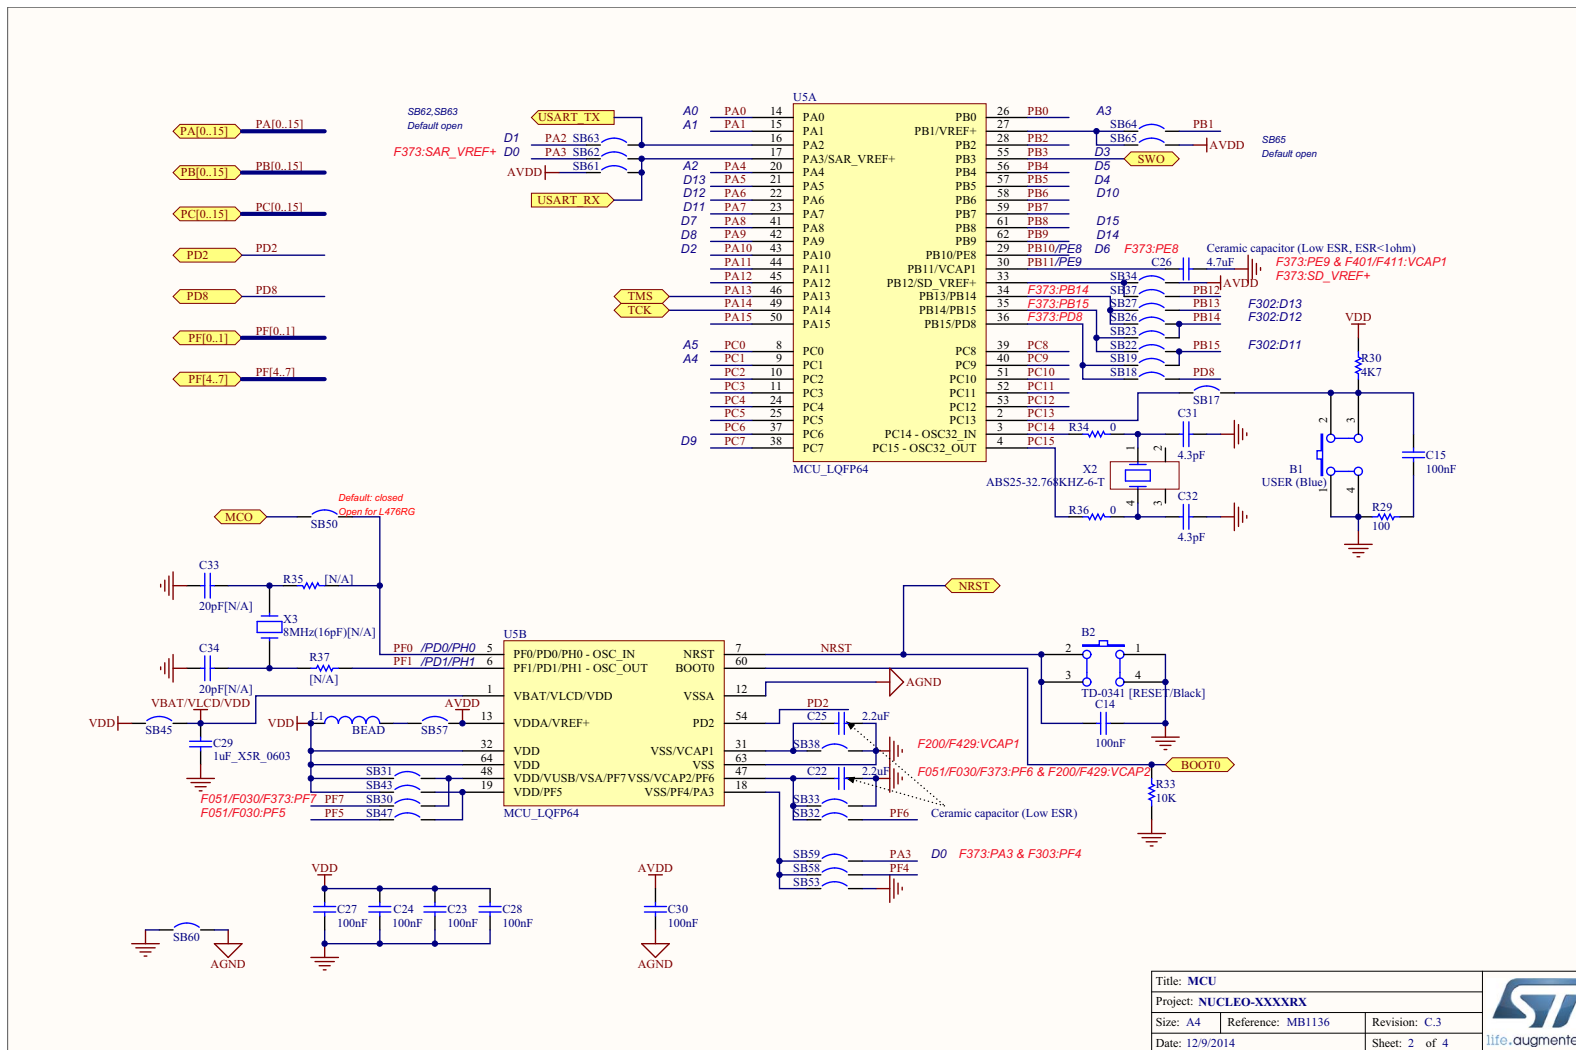 PA[0..15] PA[0..15]
PB[0..15] PB[0..15]
PC[0..15] PC[0..15]
PD2 PD2
PD8 PD8
PF[0..1] PF[0..1]
PF[4..7] PF[4..7]
SB62,SB63
Default open
USART_TX
D1 PA2 SB63
F373:SAR_VREF+ D0 PA3 SB62
AVDD SB61
USART_RX
TMS
TCK
U5A
A0 PA0 14 PA0
A1 PA1 15 PA1
16 PA2
17 PA3/SAR_VREF+
A2 PA4 20 PA4
D13 PA5 21 PA5
D12 PA6 22 PA6
D11 PA7 23 PA7
D7 PA8 41 PA8
D8 PA9 42 PA9
D2 PA10 43 PA10
PA11 44 PA11
PA12 45 PA12
PA13 46 PA13
PA14 49 PA14
PA15 50 PA15
A5 PC0 8 PC0
A4 PC1 9 PC1
PC2 10 PC2
PC3 11 PC3
PC4 24 PC4
PC5 25 PC5
PC6 37 PC6
D9 PC7 38 PC7
PB0 26 PB0 A3
PB1/VREF+ 27
PB2 28 PB2
PB3 55 PB3 D3
PB4 56 PB4 D5
PB5 57 PB5 D4
PB6 58 PB6 D10
PB7 59 PB7
PB8 61 PB8 D15
PB9 62 PB9 D14
PB10/PE8 29 PB10/PE8 D6 F373:PE8
PB11/VCAP1 30 PB11/PE9
PB12/SD_VREF+ 33
PB13/PB14 34 F373:PB14
PB14/PB15 35 F373:PB15
PB15/PD8 36 F373:PD8
PC8 39 PC8
PC9 40 PC9
PC10 51 PC10
PC11 52 PC11
PC12 53 PC12
PC13 2 PC13
PC14 - OSC32_IN 3 PC14
PC15 - OSC32_OUT 4 PC15
MCU_LQFP64
SB64 PB1
SB65 AVDD
SB65
Default open
SWO
Ceramic capacitor (Low ESR, ESR<1ohm)
C26 4.7uF
F373:PE9 & F401/F411:VCAP1
F373:SD_VREF+
SB34 AVDD
SB37 PB12
SB27 PB13 F302:D13
SB26 PB14 F302:D12
SB23
SB22 PB15 F302:D11
SB19
SB18 PD8
SB17
VDD
R30
4K7
2 3
B1
USER (Blue)
1 4
C15
100nF
R29
100
R34 0
C31
4.3pF
1 2
X2
ABS25-32.768KHZ-6-T
4 3
R36 0
C32
4.3pF
Default: closed
Open for L476RG
MCO SB50
C33
20pF[N/A]
R35 [N/A]
X3
8MHz(16pF)[N/A]
C34
20pF[N/A]
R37
[N/A]
VBAT/VLCD/VDD
VDD SB45
C29
1uF_X5R_0603
VDD L1
BEAD
SB57
AVDD
SB31
SB43
F051/F030/F373:PF7 PF7 SB30
F051/F030:PF5 PF5 SB47
U5B
PF0 /PD0/PH0 5 PF0/PD0/PH0 - OSC_IN
PF1 /PD1/PH1 6 PF1/PD1/PH1 - OSC_OUT
1 VBAT/VLCD/VDD
13 VDDA/VREF+
32 VDD
64 VDD
48 VDD/VUSB/VSA/PF7
19 VDD/PF5
NRST 7 NRST
BOOT0 60
VSSA 12
PD2 54 PD2
VSS/VCAP1 31
VSS 63
VSS/VCAP2/PF6 47
VSS/PF4/PA3 18
MCU_LQFP64
NRST
AGND
C25 2.2uF
SB38
F200/F429:VCAP1
C22 2.2uF
F051/F030/F373:PF6 & F200/F429:VCAP2
SB33
SB32 PF6
Ceramic capacitor (Low ESR)
SB59 PA3 D0 F373:PA3 & F303:PF4
SB58 PF4
SB53
B2
2 1
3 4
TD-0341 [RESET/Black]
C14
100nF
BOOT0
R33
10K
VDD
C27
100nF
C24
100nF
C23
100nF
C28
100nF
AVDD
C30
100nF
AGND
SB60
AGND
Title: MCU
Project: NUCLEO-XXXXRX
Size: A4 Reference: MB1136 Revision: C.3
Date: 12/9/2014 Sheet: 2 of 4
ST
life.augmente